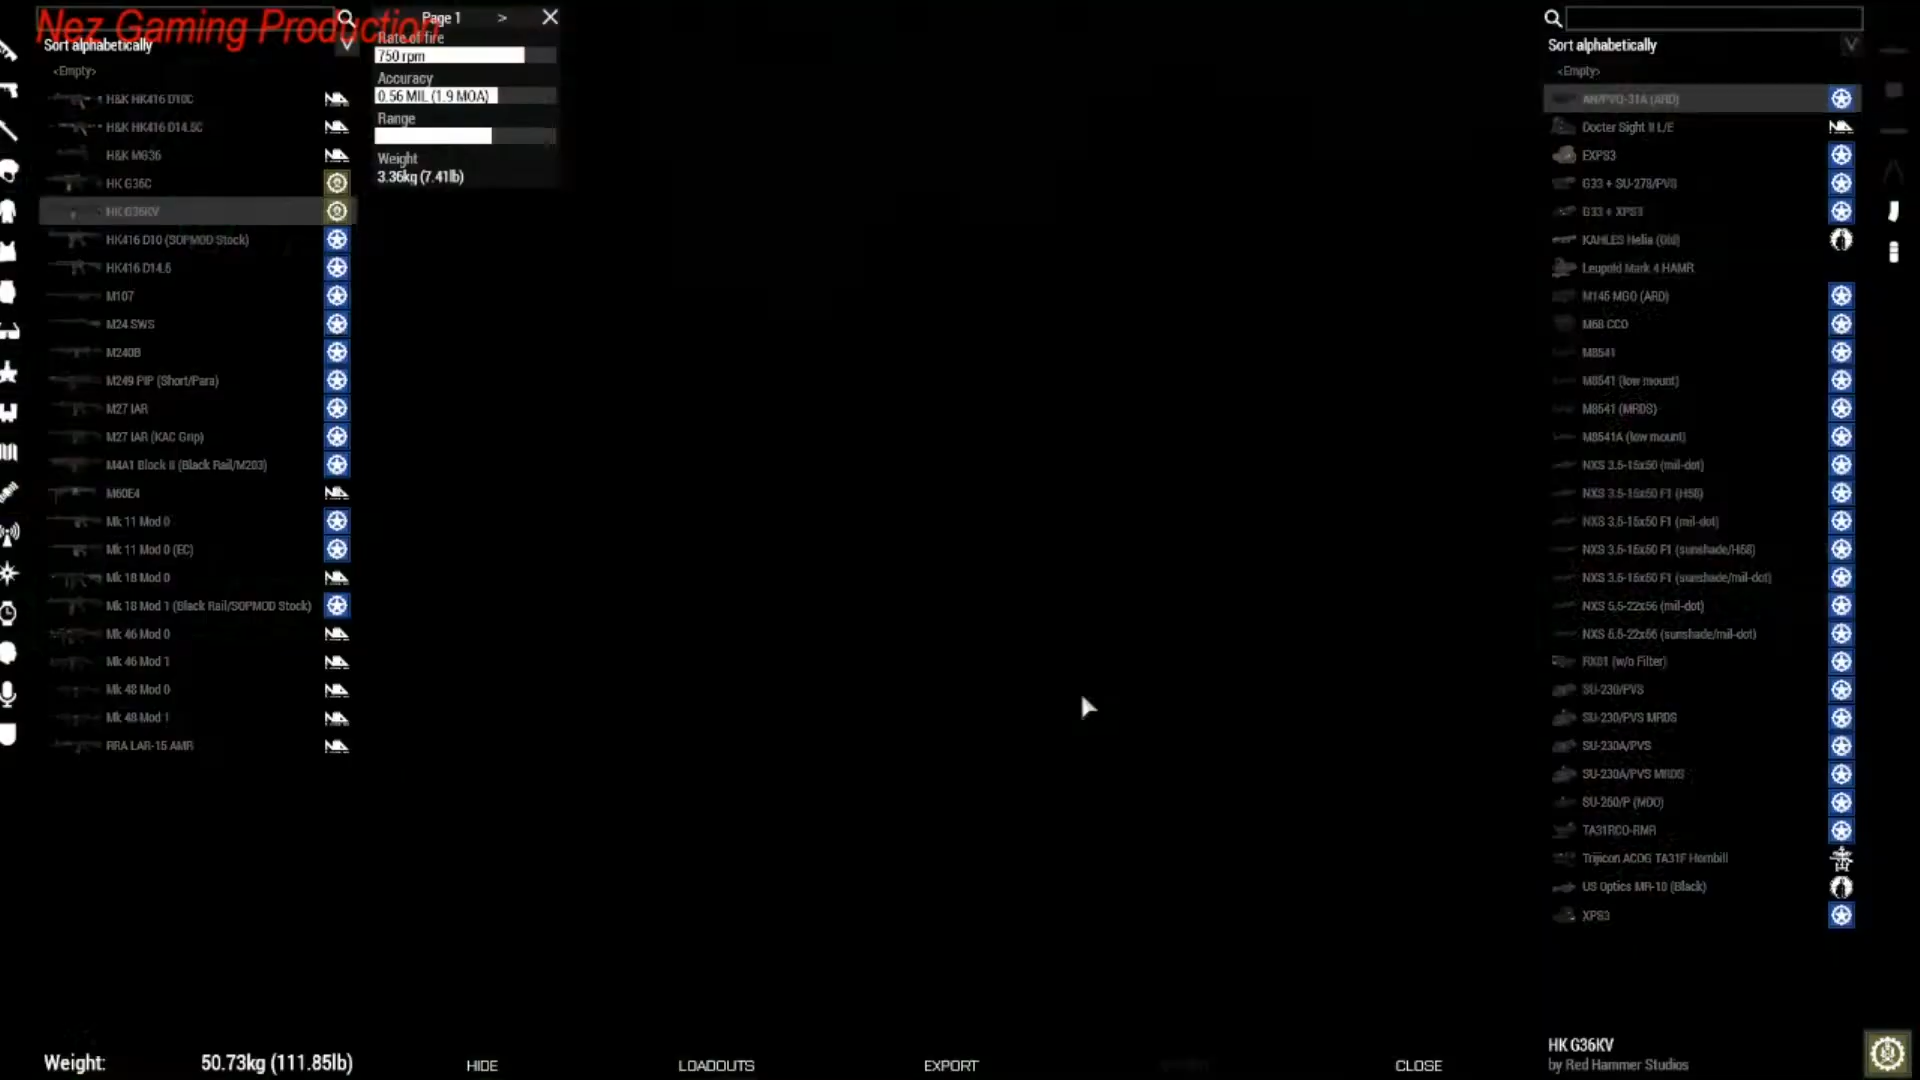 Nez Gaming Production
Sort alphabetically
<Empty>
H&K HK416 D10C
H&K HK416 D14.5C
H&K MG36
HK G36C
HK G36KV
HK416 D10 (SOPMOD Stock)
HK416 D14.5
M107
M24 SWS
M240B
M249 PIP (Short/Para)
M27 IAR
M27 IAR (KAC Grip)
M4A1 Block II (Black Rail/M203)
M60E4
Mk 11 Mod 0
Mk 11 Mod 0 (EC)
Mk 18 Mod 0
Mk 18 Mod 1 (Black Rail/SOPMOD Stock)
Mk 46 Mod 0
Mk 46 Mod 1
Mk 48 Mod 0
Mk 48 Mod 1
RRA LAR-15 AMR
Page 1 >
Rate of fire
750 rpm
Accuracy
0.56 MIL (1.9 MOA)
Range
Weight
3.36kg (7.41lb)
Sort alphabetically
<Empty>
AN/PVQ-31A (ARD)
Docter Sight II L/E
EXPS3
G33 + SU-278/PVS
G33 + XPS3
KAHLES Helia (Old)
Leupold Mark 4 HAMR
M145 MGO (ARD)
M68 CCO
M8541
M8541 (low mount)
M8541 (MRDS)
M8541A (low mount)
NXS 3.5-15x50 (mil-dot)
NXS 3.5-15x50 F1 (H58)
NXS 3.5-15x50 F1 (mil-dot)
NXS 3.5-15x50 F1 (sunshade/H58)
NXS 3.5-15x50 F1 (sunshade/mil-dot)
NXS 5.5-22x56 (mil-dot)
NXS 5.5-22x56 (sunshade/mil-dot)
RX01 (w/o Filter)
SU-230/PVS
SU-230/PVS MRDS
SU-230A/PVS
SU-230A/PVS MRDS
SU-260/P (MDO)
TA31RCO-RMR
Trijicon ACOG TA31F Hornbill
US Optics MR-10 (Black)
XPS3
Weight: 50.73kg (111.85lb)
HIDE
LOADOUTS
EXPORT
CLOSE
HK G36KV
by Red Hammer Studios